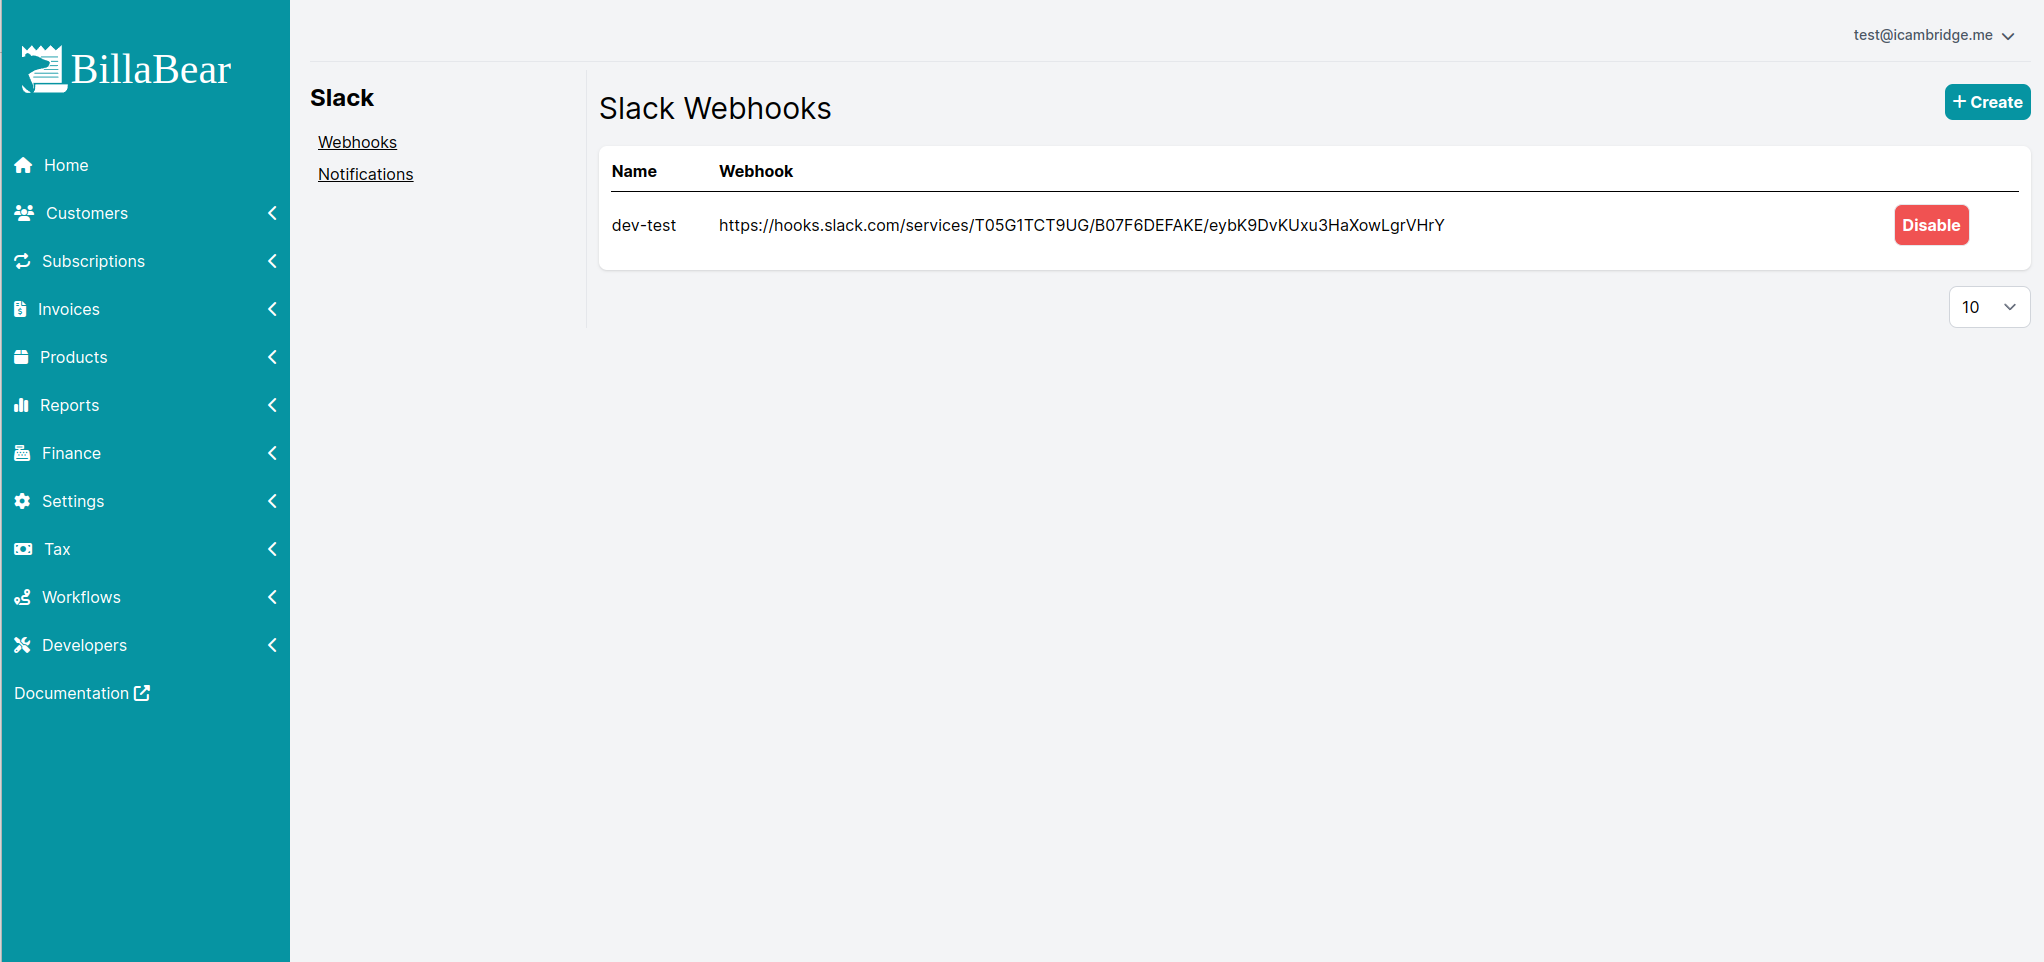 BillaBear
Home
Customers
Subscriptions
Invoices
Products
Reports
Finance
Settings
Tax
Workflows
Developers
Documentation
test@icambridge.me
Slack
Webhooks
Notifications
Slack Webhooks
+ Create
Name Webhook
dev-test https://hooks.slack.com/services/T05G1TCT9UG/B07F6DEFAKE/eybK9DvKUxu3HaXowLgrVHrY Disable
10